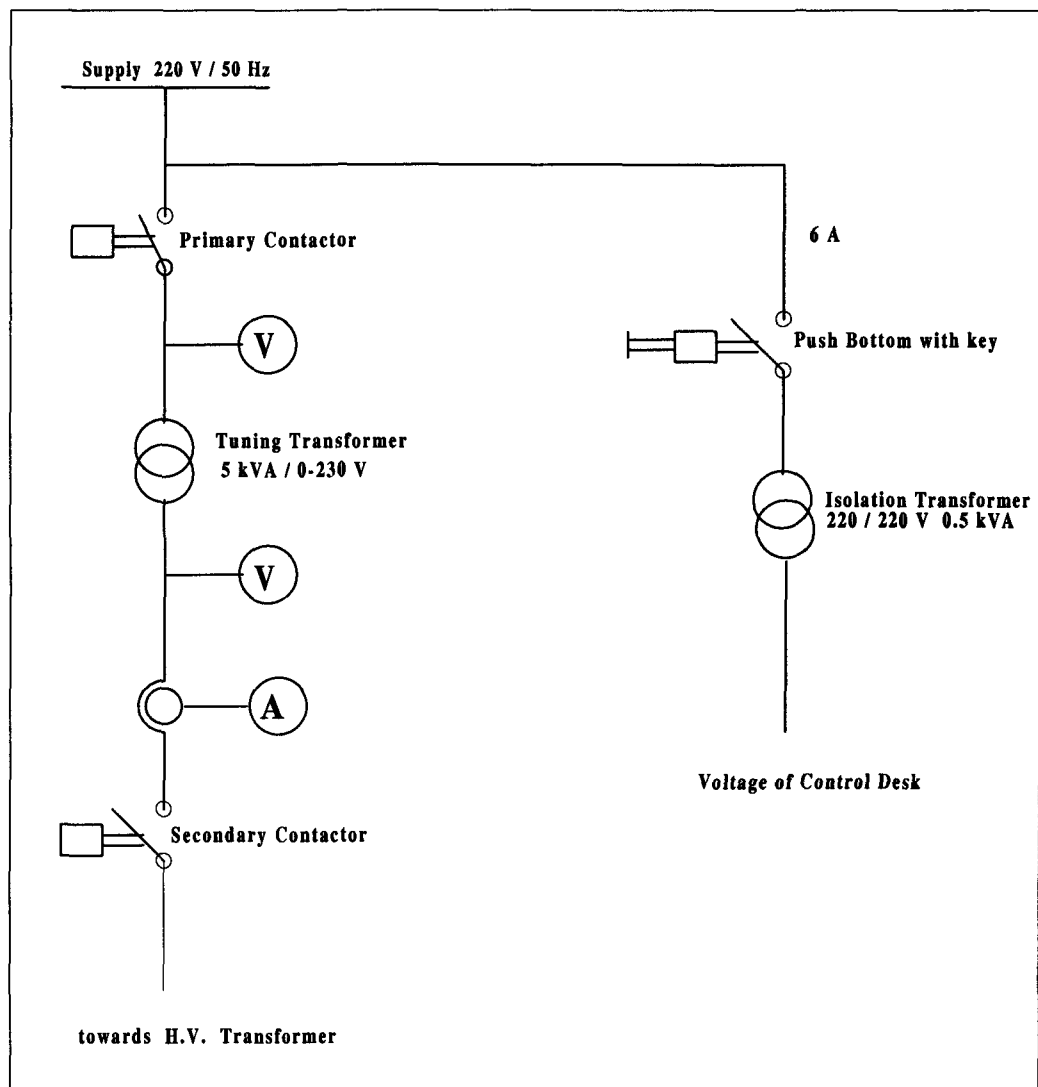 Supply 220 V / 50 Hz
Primary Contactor
6 A
V
Push Bottom with key
Tuning Transformer
5 kVA / 0-230 V
Isolation Transformer
220 / 220 V 0.5 kVA
V
A
Voltage of Control Desk
Secondary Contactor
towards H.V. Transformer